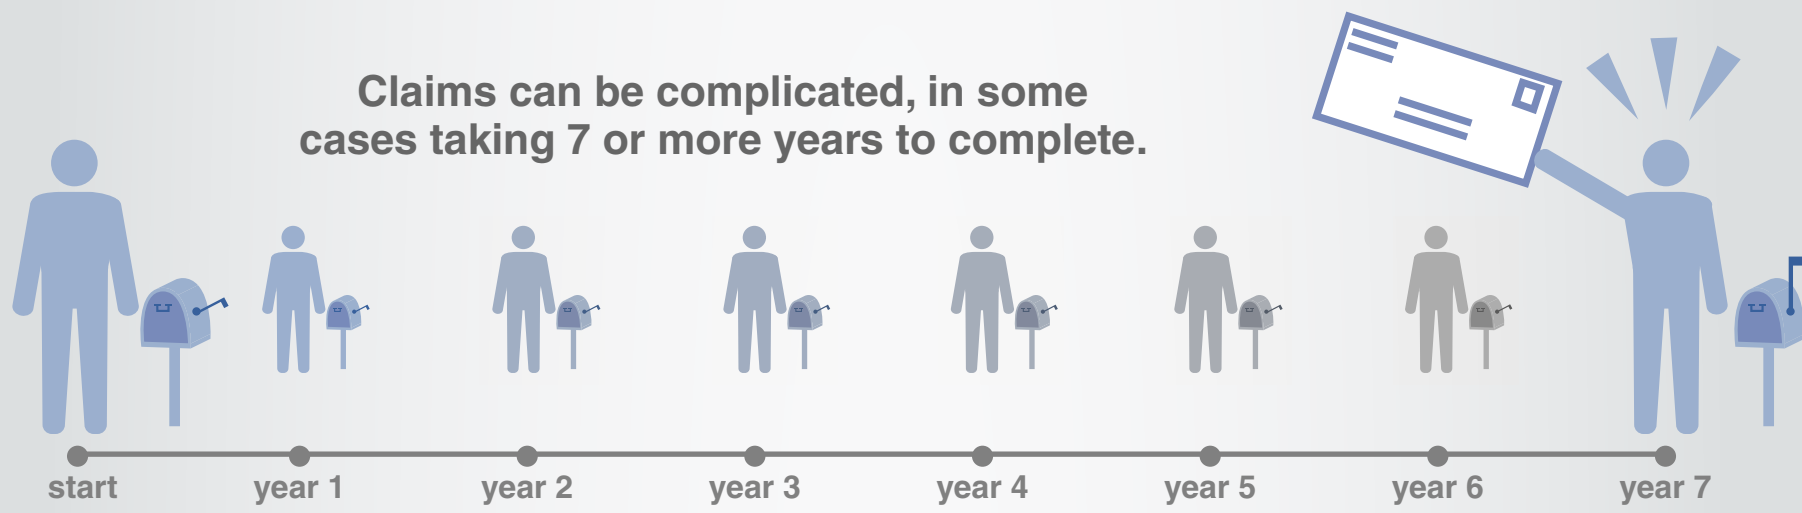 Claims can be complicated, in some
cases taking 7 or more years to complete.
start
year 1
year 2
year 3
year 4
year 5
year 6
year 7